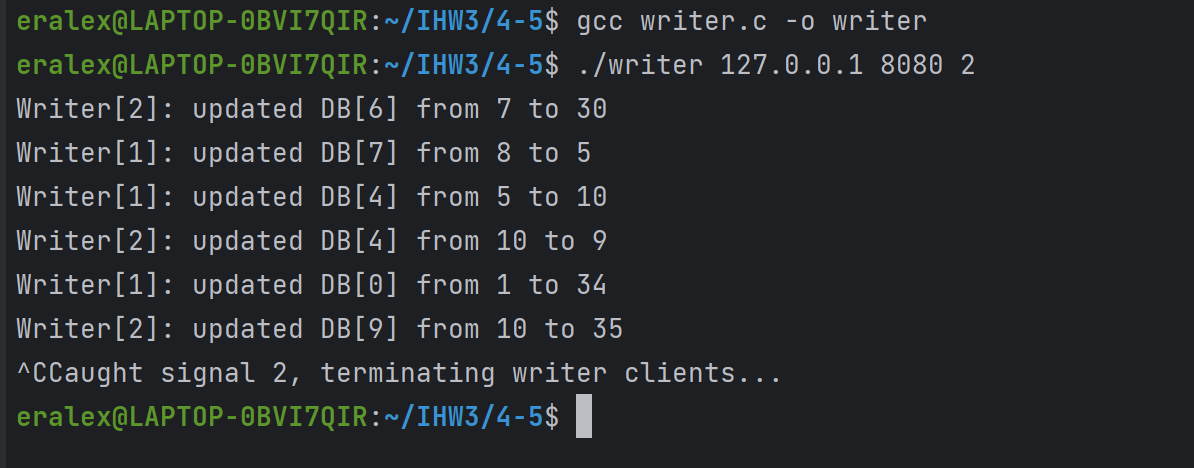 eralex@LAPTOP-0BVI7QIR:~/IHW3/4-5$ gcc writer.c -o writer
eralex@LAPTOP-0BVI7QIR:~/IHW3/4-5$ ./writer 127.0.0.1 8080 2
Writer[2]: updated DB[6] from 7 to 30
Writer[1]: updated DB[7] from 8 to 5
Writer[1]: updated DB[4] from 5 to 10
Writer[2]: updated DB[4] from 10 to 9
Writer[1]: updated DB[0] from 1 to 34
Writer[2]: updated DB[9] from 10 to 35
^CCaught signal 2, terminating writer clients...
eralex@LAPTOP-0BVI7QIR:~/IHW3/4-5$